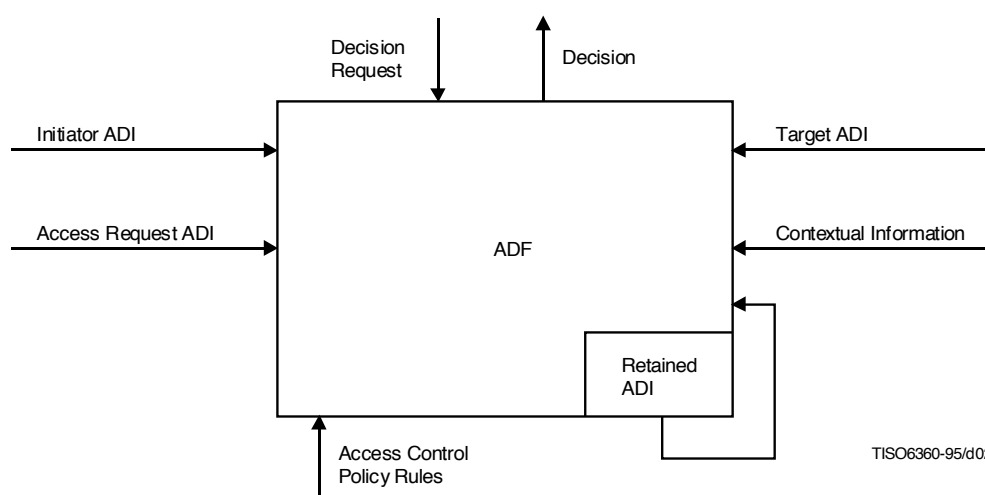 Decision
Request
Decision
Initiator ADI
Target ADI
Access Request ADI
ADF
Contextual Information
Retained
ADI
Access Control
Policy Rules